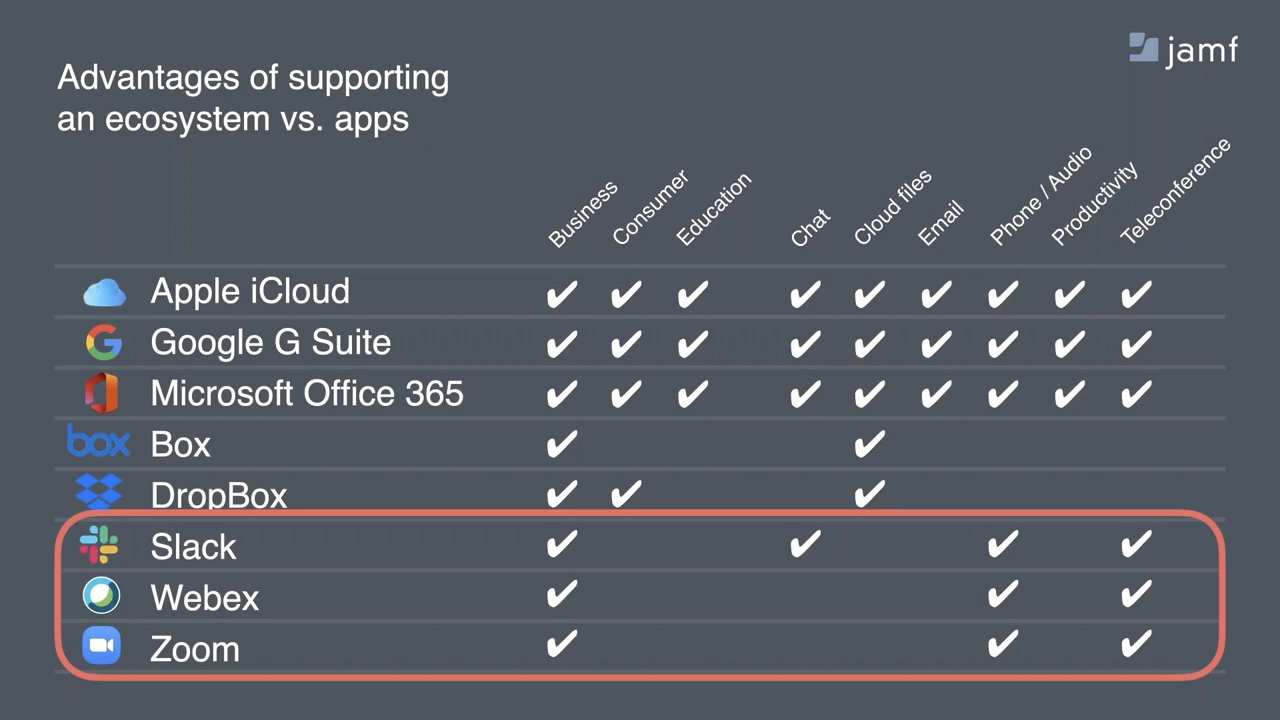 jamf
Advantages of supporting
an ecosystem vs. apps
Business Consumer Education Chat Cloud files Email Phone / Audio Productivity Teleconference
Apple iCloud ✔ ✔ ✔ ✔ ✔ ✔ ✔ ✔ ✔
G Google G Suite ✔ ✔ ✔ ✔ ✔ ✔ ✔ ✔ ✔
Microsoft Office 365 ✔ ✔ ✔ ✔ ✔ ✔ ✔ ✔ ✔
box Box ✔ ✔
DropBox ✔ ✔ ✔
Slack ✔ ✔ ✔ ✔
Webex ✔ ✔ ✔
Zoom ✔ ✔ ✔